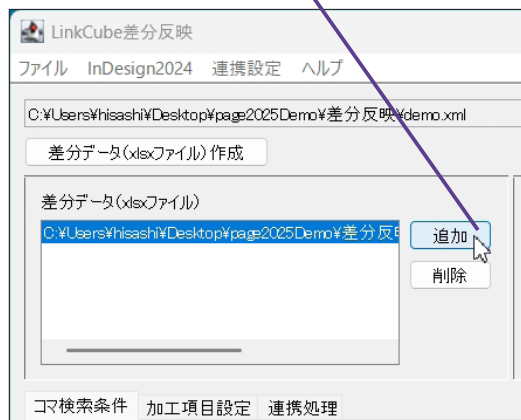 LinkCube差分反映
ファイル InDesign2024 連携設定 ヘルプ
C:¥Users¥hisashi¥Desktop¥page2025Demo¥差分反映¥demo.xml
差分データ(xlsxファイル)作成
差分データ(xlsxファイル)
C:¥Users¥hisashi¥Desktop¥page2025Demo¥差分反
追加
削除
コマ検索条件 加工項目設定 連携処理